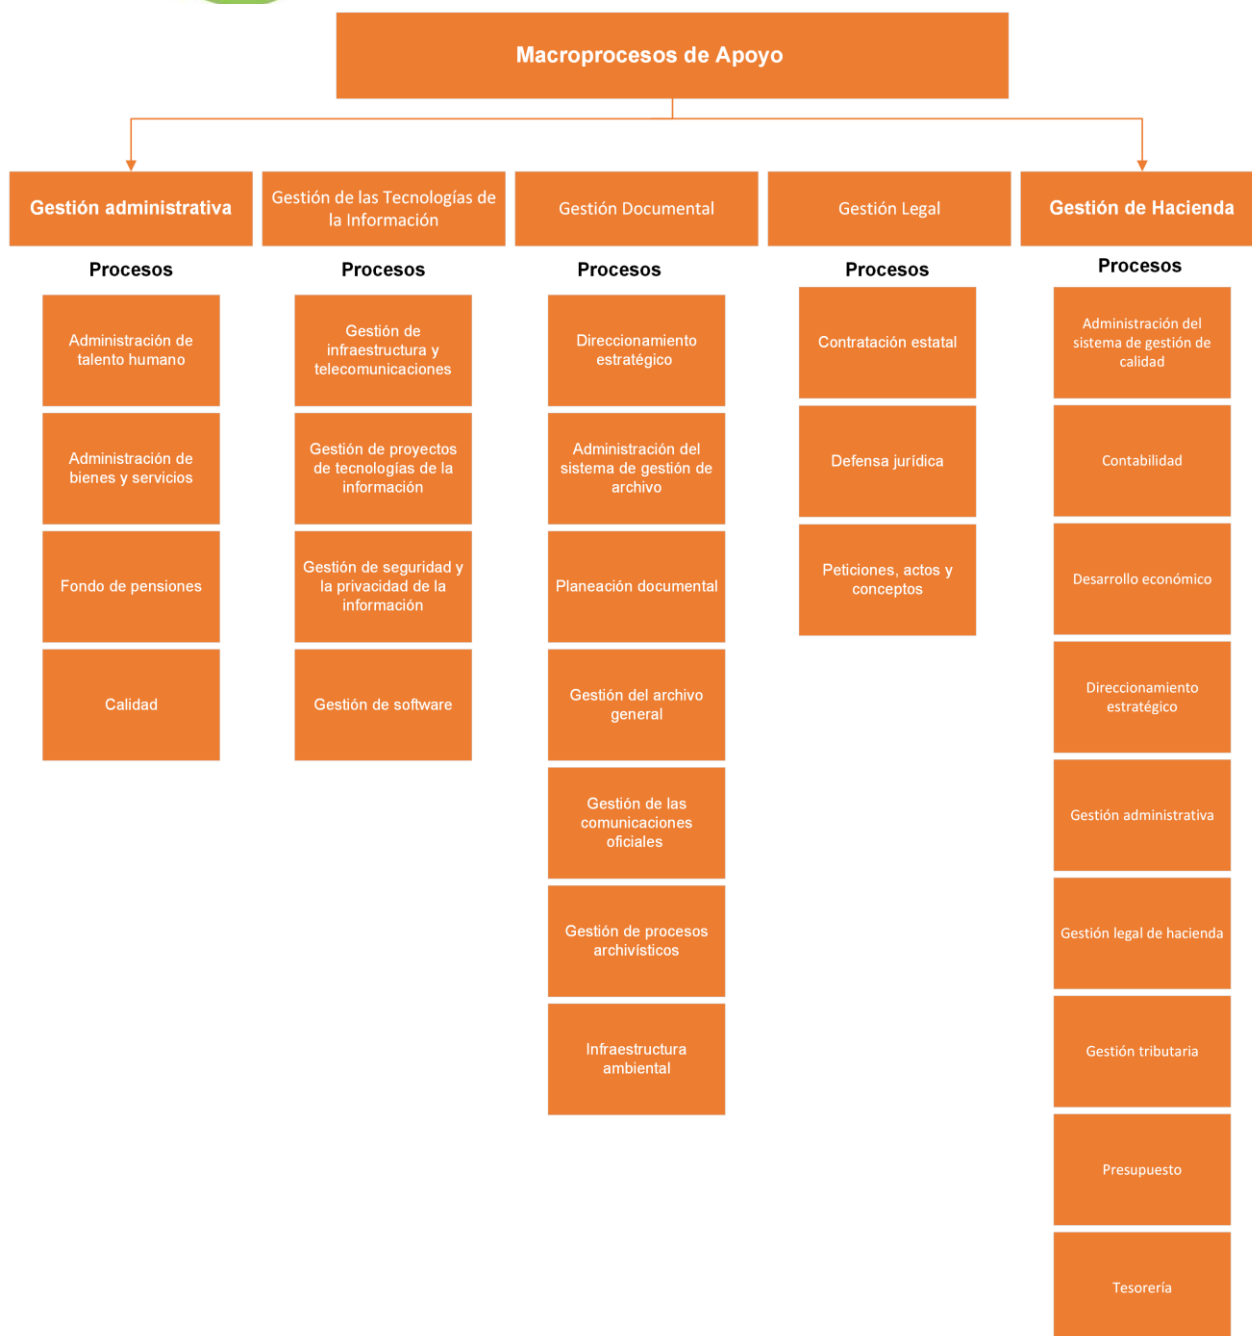 Macroprocesos de Apoyo
Gestión administrativa
Gestión de las Tecnologías de
la Información
Gestión Documental
Gestión Legal
Gestión de Hacienda
Procesos
Administración de
talento humano
Administración de
bienes y servicios
Fondo de pensiones
Calidad
Procesos
Gestión de
infraestructura y
telecomunicaciones
Gestión de proyectos
de tecnologías de la
información
Gestión de seguridad y
la privacidad de la
información
Gestión de software
Procesos
Direccionamiento
estratégico
Administración del
sistema de gestión de
archivo
Planeación documental
Gestión del archivo
general
Gestión de las
comunicaciones
oficiales
Gestión de procesos
archivísticos
Infraestructura
ambiental
Procesos
Contratación estatal
Defensa jurídica
Peticiones, actos y
conceptos
Procesos
Administración del
sistema de gestión de
calidad
Contabilidad
Desarrollo económico
Direccionamiento
estratégico
Gestión administrativa
Gestión legal de hacienda
Gestión tributaria
Presupuesto
Tesorería